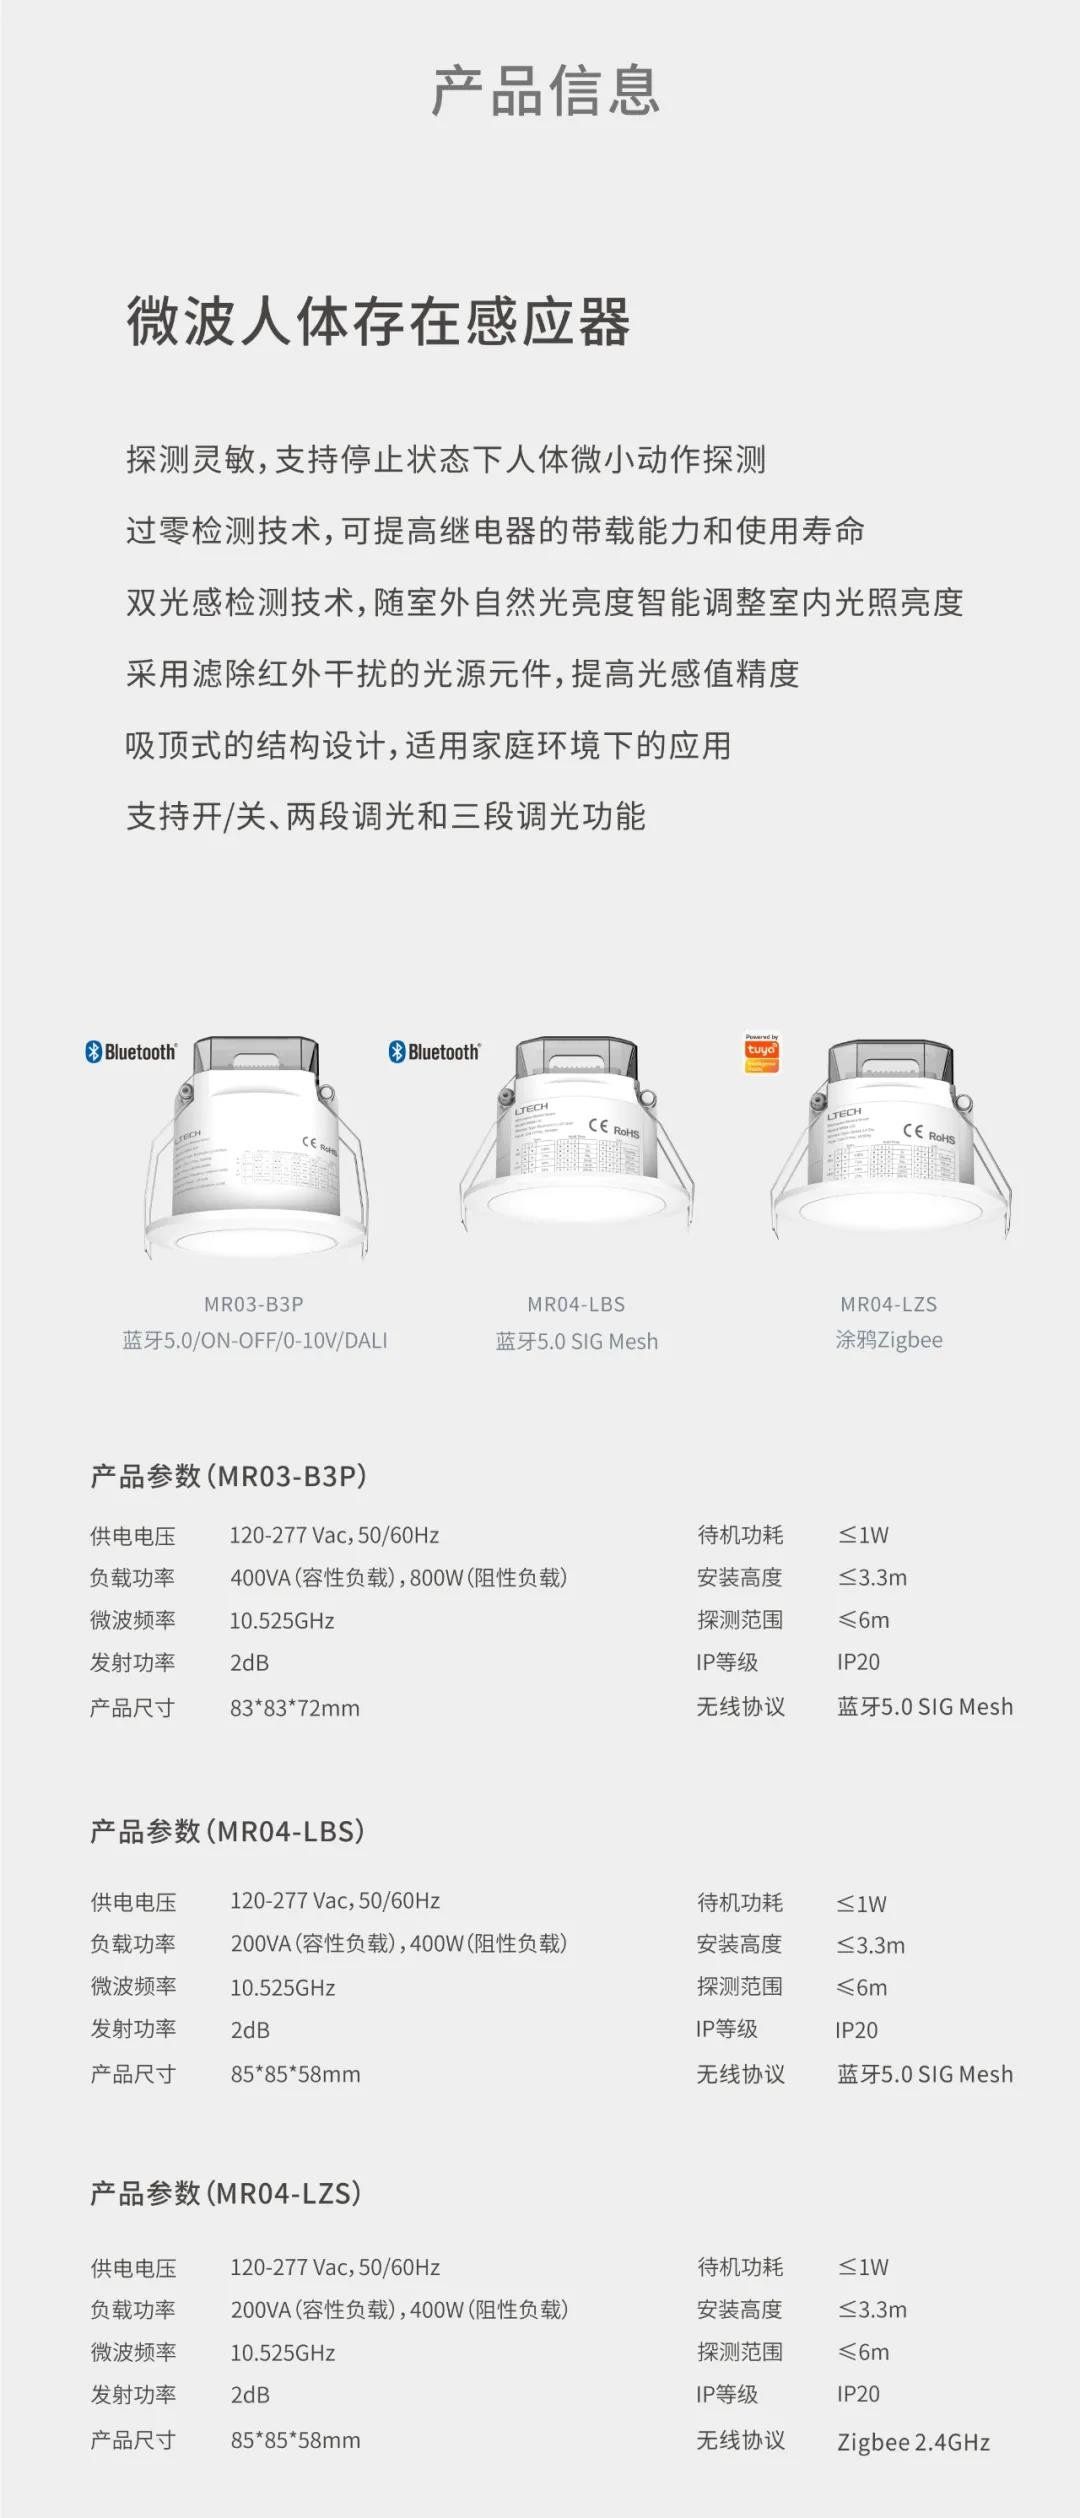 产品信息
微波人体存在感应器
探测灵敏，支持停止状态下人体微小动作探测
过零检测技术，可提高继电器的带载能力和使用寿命
双光感检测技术，随室外自然光亮度智能调整室内光照亮度
采用滤除红外干扰的光源元件，提高光感值精度
吸顶式的结构设计，适用家庭环境下的应用
支持开/关、两段调光和三段调光功能
Bluetooth
LTECH
CE RoHS
Bluetooth
LTECH
CE RoHS
Powered by
tuya
LTECH
CE RoHS
MR03-B3P
蓝牙5.0/ON-OFF/0-10V/DALI
MR04-LBS
蓝牙5.0 SIG Mesh
MR04-LZS
涂鸦Zigbee
产品参数（MR03-B3P）
供电电压 120-277 Vac，50/60Hz 待机功耗 ≤1W
负载功率 400VA（容性负载），800W（阻性负载） 安装高度 ≤3.3m
微波频率 10.525GHz 探测范围 ≤6m
发射功率 2dB IP等级 IP20
产品尺寸 83*83*72mm 无线协议 蓝牙5.0 SIG Mesh
产品参数（MR04-LBS）
供电电压 120-277 Vac，50/60Hz 待机功耗 ≤1W
负载功率 200VA（容性负载），400W（阻性负载） 安装高度 ≤3.3m
微波频率 10.525GHz 探测范围 ≤6m
发射功率 2dB IP等级 IP20
产品尺寸 85*85*58mm 无线协议 蓝牙5.0 SIG Mesh
产品参数（MR04-LZS）
供电电压 120-277 Vac，50/60Hz 待机功耗 ≤1W
负载功率 200VA（容性负载），400W（阻性负载） 安装高度 ≤3.3m
微波频率 10.525GHz 探测范围 ≤6m
发射功率 2dB IP等级 IP20
产品尺寸 85*85*58mm 无线协议 Zigbee 2.4GHz